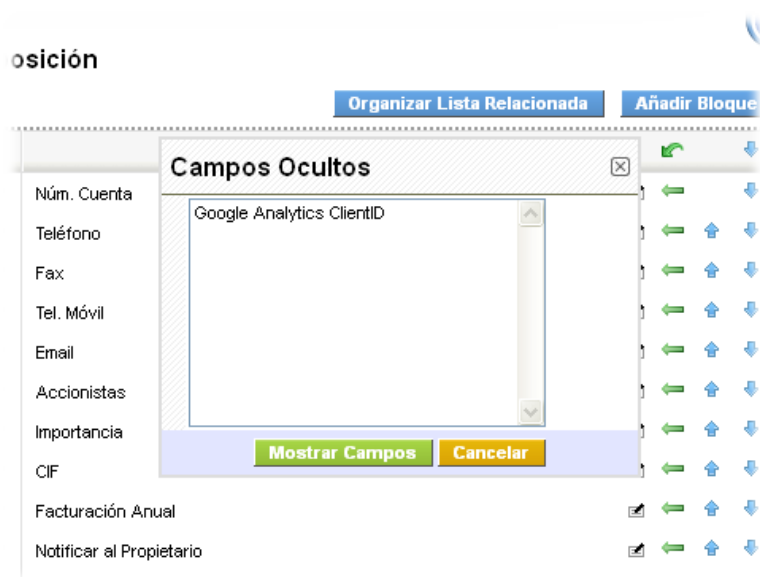 osición
Organizar Lista Relacionada
Añadir Bloque
Campos Ocultos
Google Analytics ClientID
Núm. Cuenta
Teléfono
Fax
Tel. Móvil
Email
Accionistas
Importancia
CIF
Mostrar Campos
Cancelar
Facturación Anual
Notificar al Propietario